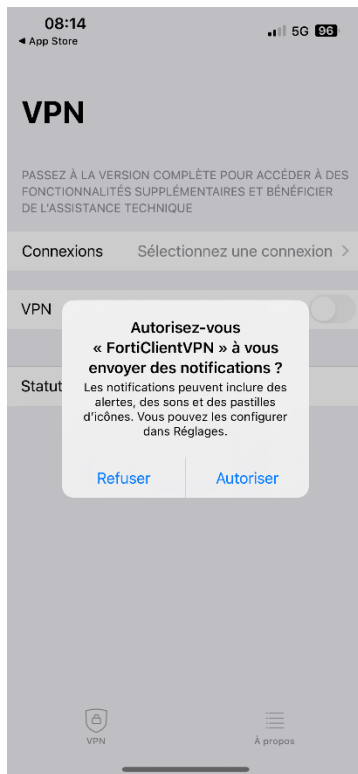 08:14
5G 96
◀ App Store
VPN
PASSEZ À LA VERSION COMPLÈTE POUR ACCÉDER À DES
FONCTIONNALITÉS SUPPLÉMENTAIRES ET BÉNÉFICIER
DE L'ASSISTANCE TECHNIQUE
Connexions Sélectionnez une connexion >
VPN
Autorisez-vous
« FortiClientVPN » à vous
envoyer des notifications ?
Statut
Les notifications peuvent inclure des
alertes, des sons et des pastilles
d'icônes. Vous pouvez les configurer
dans Réglages.
Refuser Autoriser
VPN À propos